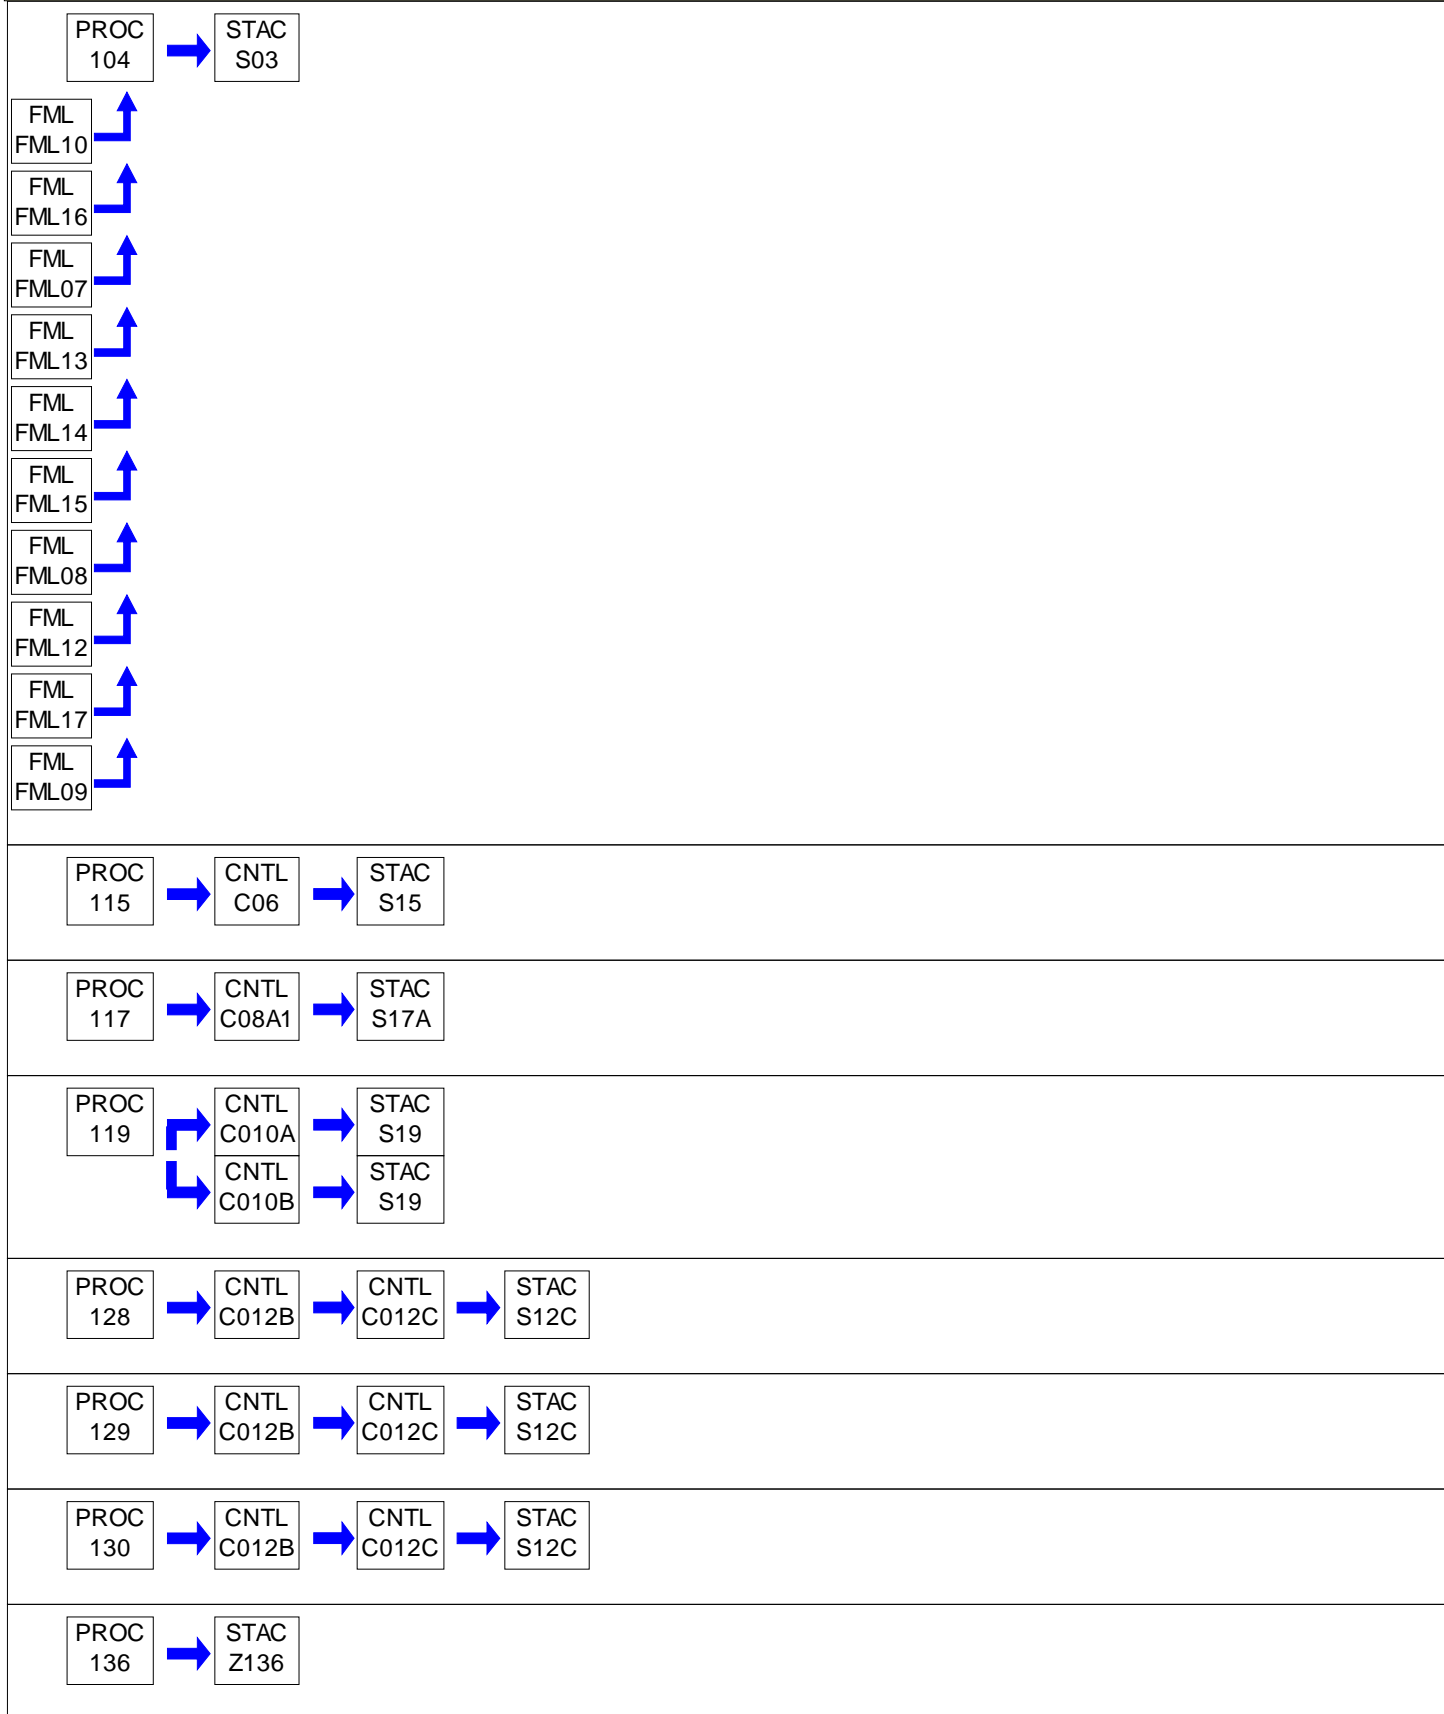 PROC STAC
104 S03
FML
FML10
FML
FML16
FML
FML07
FML
FML13
FML
FML14
FML
FML15
FML
FML08
FML
FML12
FML
FML17
FML
FML09
PROC CNTL STAC
115 C06 S15
PROC CNTL STAC
117 C08A1 S17A
PROC CNTL STAC
119 C010A S19
CNTL STAC
C010B S19
PROC CNTL CNTL STAC
128 C012B C012C S12C
PROC CNTL CNTL STAC
129 C012B C012C S12C
PROC CNTL CNTL STAC
130 C012B C012C S12C
PROC STAC
136 Z136